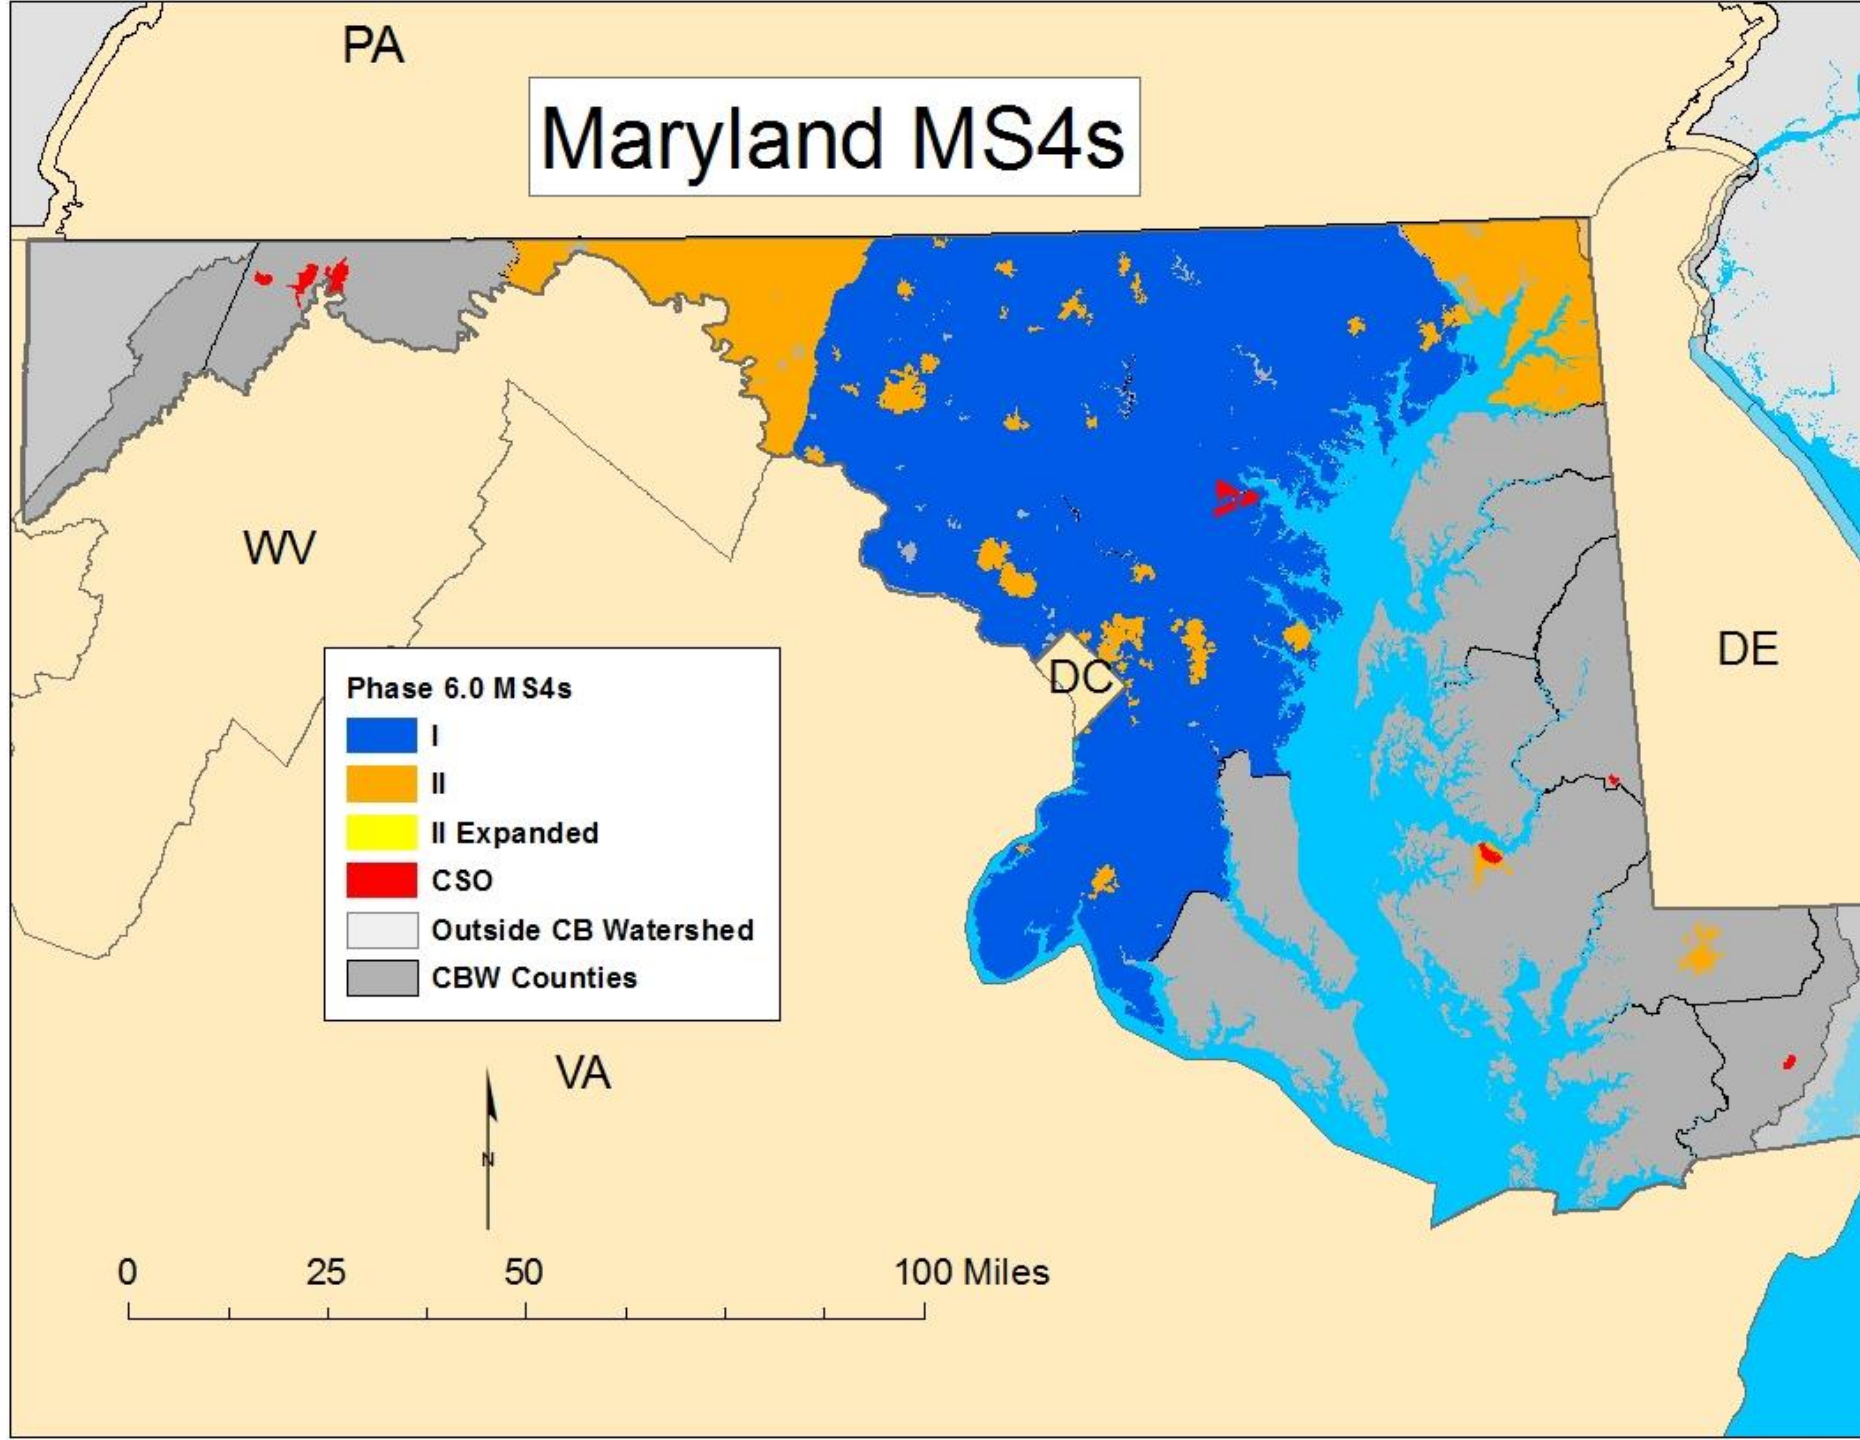 PA
Maryland MS4s
WV
DC
DE
Phase 6.0 MS4s
I
II
II Expanded
CSO
Outside CB Watershed
CBW Counties
VA
N
0 25 50 100 Miles